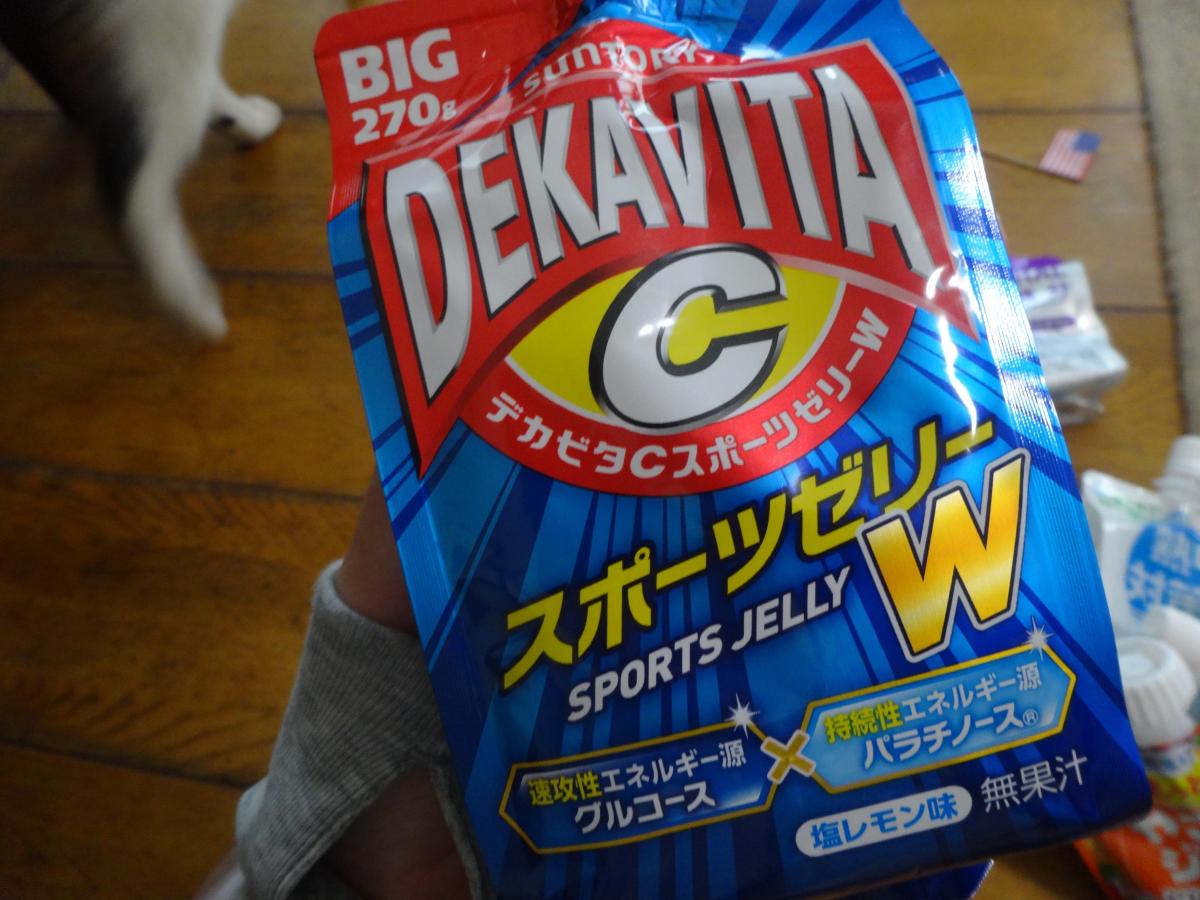 BIG
270g
SUNTORY
DEKAVITA
C
デカビタCスポーツゼリーW
スポーツゼリー
W
SPORTS JELLY
速攻性エネルギー源
グルコース
×
持続性エネルギー源
パラチノース®
塩レモン味
無果汁